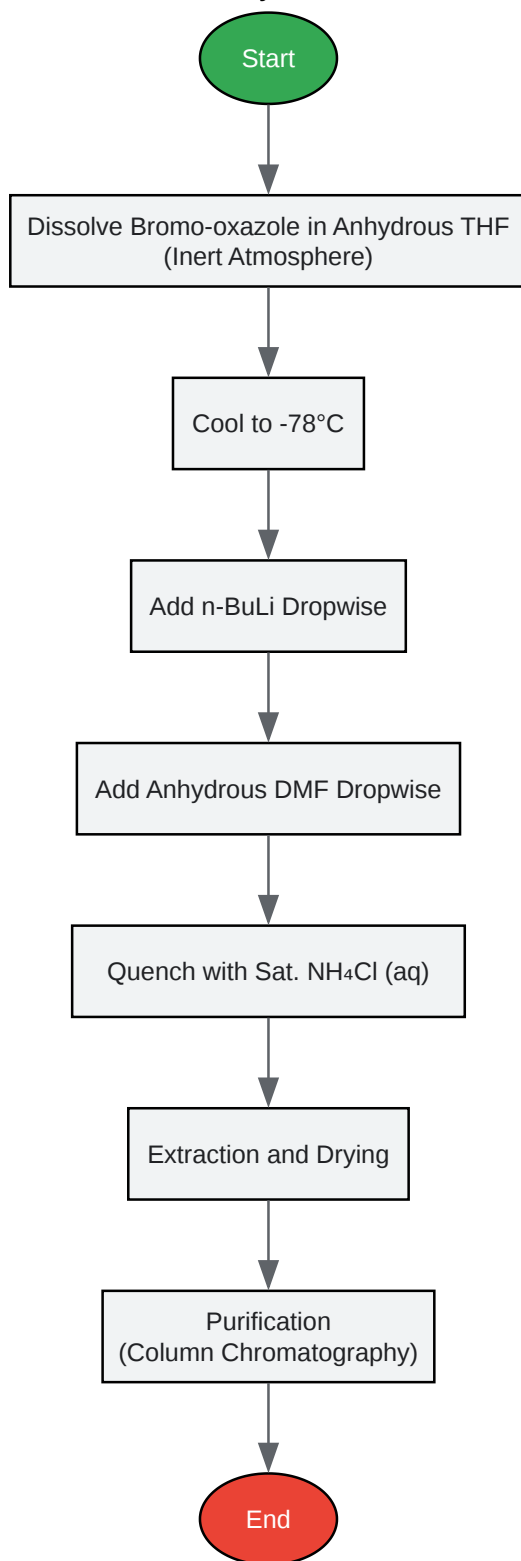 Start
Dissolve Bromo-oxazole in Anhydrous THF
(Inert Atmosphere)
Cool to -78°C
Add n-BuLi Dropwise
Add Anhydrous DMF Dropwise
Quench with Sat. NH₄Cl (aq)
Extraction and Drying
Purification
(Column Chromatography)
End